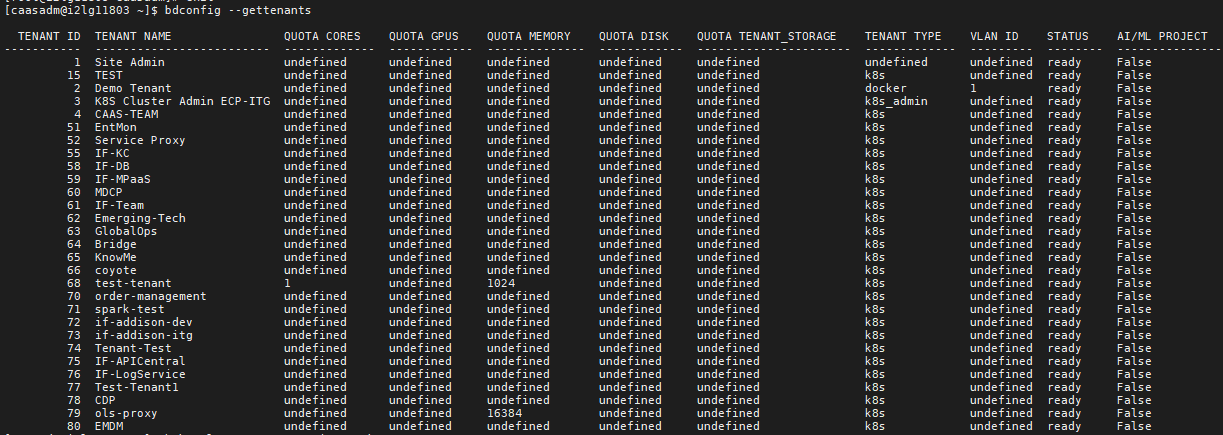 [caasadm@i2lg11803 ~]$ bdconfig --gettenants
TENANT ID TENANT NAME QUOTA CORES QUOTA GPUS QUOTA MEMORY QUOTA DISK QUOTA TENANT_STORAGE TENANT TYPE VLAN ID STATUS AI/ML PROJECT
1 Site Admin undefined undefined undefined undefined undefined undefined undefined ready False
15 TEST undefined undefined undefined undefined undefined k8s undefined ready False
2 Demo Tenant undefined undefined undefined undefined undefined docker 1 ready False
3 K8S Cluster Admin ECP-ITG undefined undefined undefined undefined undefined k8s_admin undefined ready False
4 CAAS-TEAM undefined undefined undefined undefined undefined k8s undefined ready False
51 EntMon undefined undefined undefined undefined undefined k8s undefined ready False
52 Service Proxy undefined undefined undefined undefined undefined k8s undefined ready False
55 IF-KC undefined undefined undefined undefined undefined k8s undefined ready False
58 IF-DB undefined undefined undefined undefined undefined k8s undefined ready False
59 IF-MPaaS undefined undefined undefined undefined undefined k8s undefined ready False
60 MDCP undefined undefined undefined undefined undefined k8s undefined ready False
61 IF-Team undefined undefined undefined undefined undefined k8s undefined ready False
62 Emerging-Tech undefined undefined undefined undefined undefined k8s undefined ready False
63 GlobalOps undefined undefined undefined undefined undefined k8s undefined ready False
64 Bridge undefined undefined undefined undefined undefined k8s undefined ready False
65 KnowMe undefined undefined undefined undefined undefined k8s undefined ready False
66 coyote undefined undefined undefined undefined undefined k8s undefined ready False
68 test-tenant 1 undefined 1024 undefined undefined k8s undefined ready False
70 order-management undefined undefined undefined undefined undefined k8s undefined ready False
71 spark-test undefined undefined undefined undefined undefined k8s undefined ready False
72 if-addison-dev undefined undefined undefined undefined undefined k8s undefined ready False
73 if-addison-itg undefined undefined undefined undefined undefined k8s undefined ready False
74 Tenant-Test undefined undefined undefined undefined undefined k8s undefined ready False
75 IF-APICentral undefined undefined undefined undefined undefined k8s undefined ready False
76 IF-LogService undefined undefined undefined undefined undefined k8s undefined ready False
77 Test-Tenant1 undefined undefined undefined undefined undefined k8s undefined ready False
78 CDP undefined undefined undefined undefined undefined k8s undefined ready False
79 ols-proxy undefined undefined 16384 undefined undefined k8s undefined ready False
80 EMDM undefined undefined undefined undefined undefined k8s undefined ready False